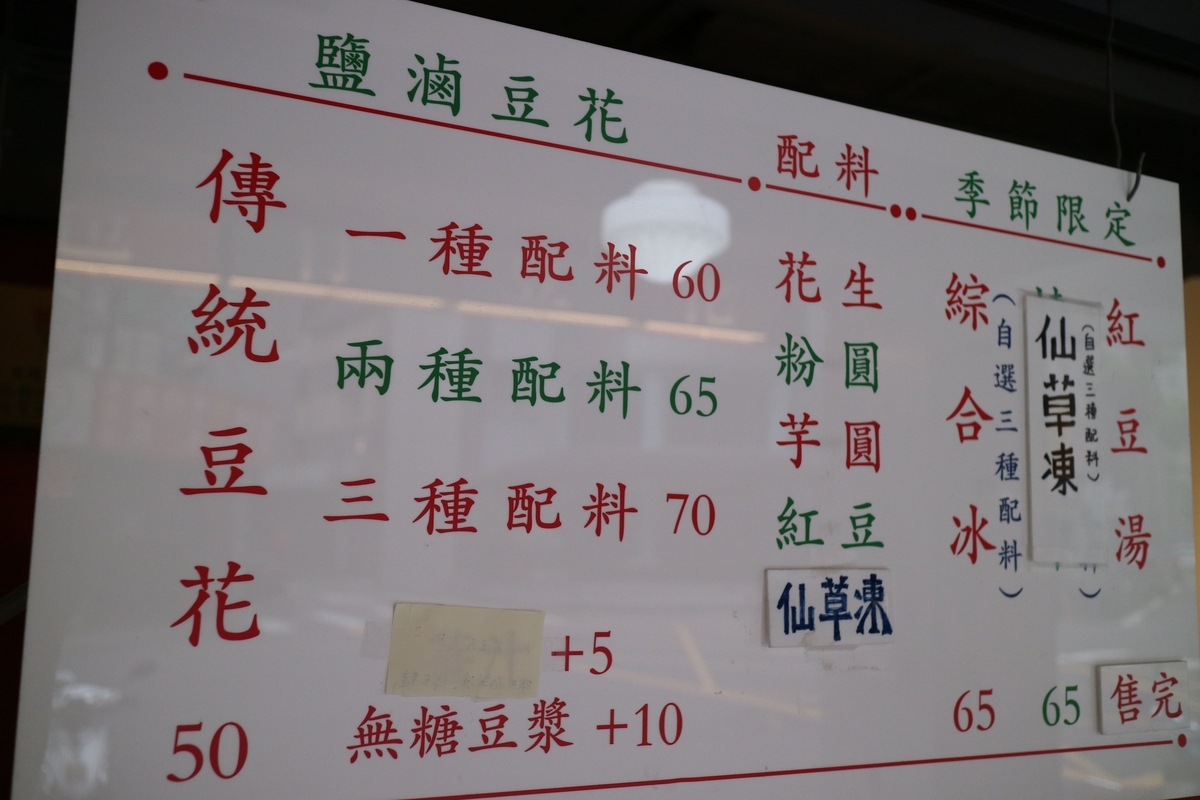 鹽滷豆花
傳統豆花
50
一種配料 60
兩種配料 65
三種配料 70
+5
無糖豆漿 +10
配料
花生
粉圓
芋圓
紅豆
仙草凍
季節限定
綜合冰
（自選三種配料）
65
仙草凍
（自選三種配料）
65
紅豆湯
售完